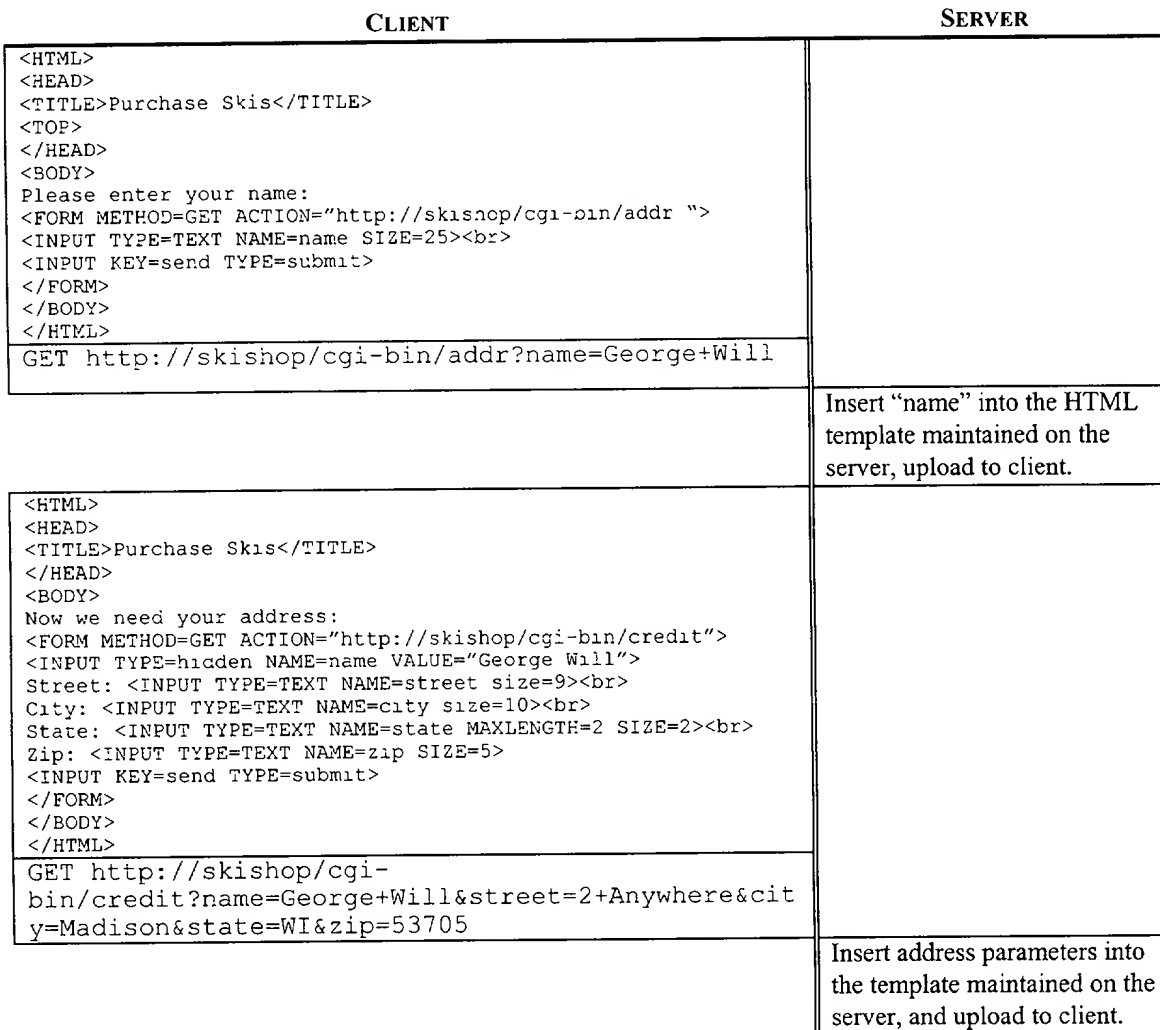 CLIENT SERVER
<HTML>
<HEAD>
<TITLE>Purchase Skis</TITLE>
<TOP>
</HEAD>
<BODY>
Please enter your name:
<FORM METHOD=GET ACTION="http://skishop/cgi-bin/addr ">
<INPUT TYPE=TEXT NAME=name SIZE=25><br>
<INPUT KEY=send TYPE=submit>
</FORM>
</BODY>
</HTML>
GET http://skishop/cgi-bin/addr?name=George+Will
Insert “name” into the HTML
template maintained on the
server, upload to client.
<HTML>
<HEAD>
<TITLE>Purchase Skis</TITLE>
</HEAD>
<BODY>
Now we need your address:
<FORM METHOD=GET ACTION="http://skishop/cgi-bin/credit">
<INPUT TYPE=hidden NAME=name VALUE="George Will">
Street: <INPUT TYPE=TEXT NAME=street size=9><br>
City: <INPUT TYPE=TEXT NAME=city size=10><br>
State: <INPUT TYPE=TEXT NAME=state MAXLENGTH=2 SIZE=2><br>
Zip: <INPUT TYPE=TEXT NAME=zip SIZE=5>
<INPUT KEY=send TYPE=submit>
</FORM>
</BODY>
</HTML>
GET http://skishop/cgi-
bin/credit?name=George+Will&street=2+Anywhere&cit
y=Madison&state=WI&zip=53705
Insert address parameters into
the template maintained on the
server, and upload to client.